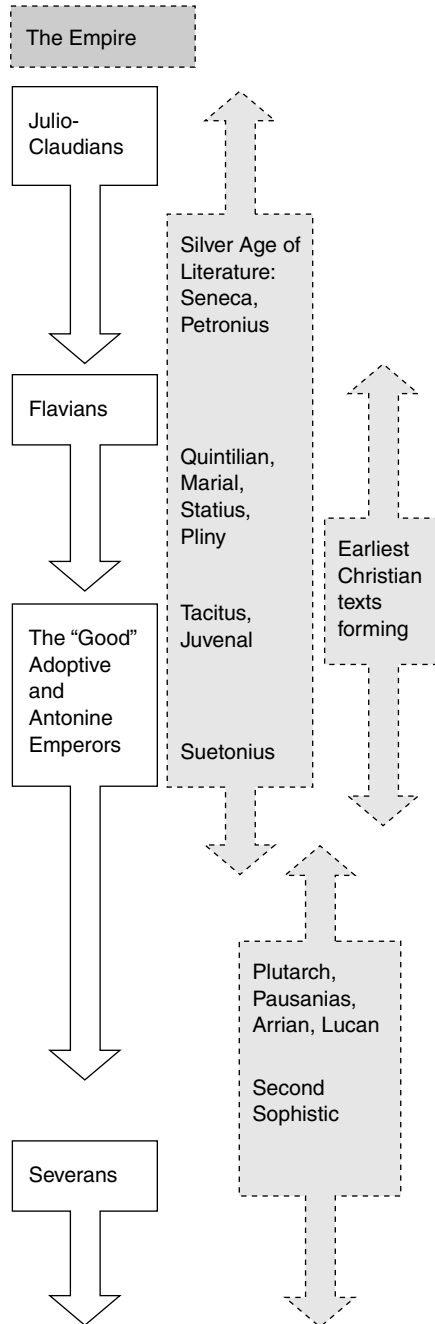 The Empire
Julio-
Claudians
Silver Age of
Literature:
Seneca,
Petronius
Flavians
Quintilian,
Marial,
Statius,
Pliny
Earliest
Christian
texts
forming
The “Good”
Adoptive
and
Antonine
Emperors
Tacitus,
Juvenal
Suetonius
Plutarch,
Pausanias,
Arrian, Lucan
Second
Sophistic
Severans